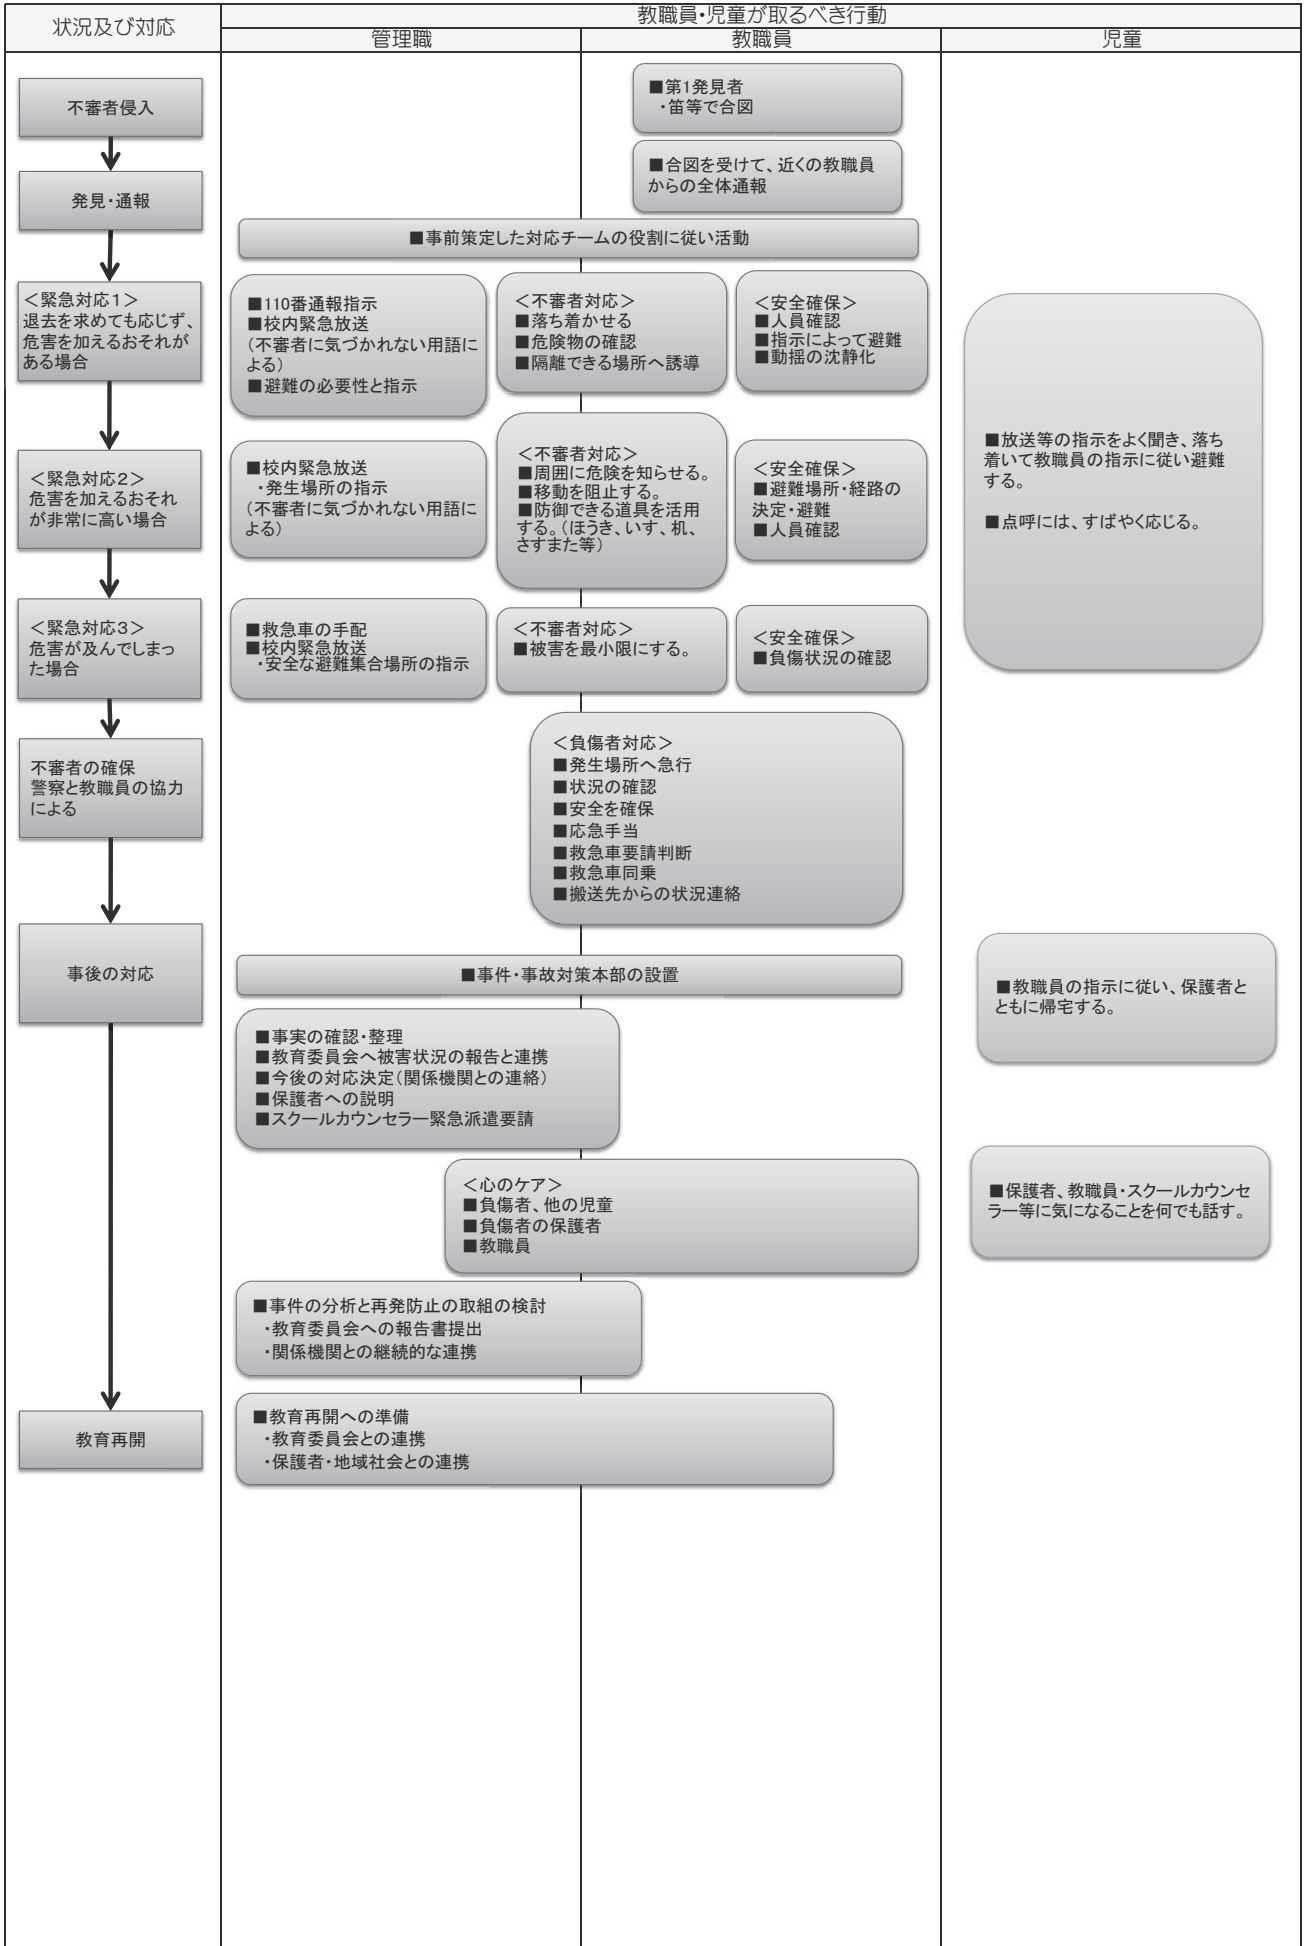 状況及び対応
教職員・児童が取るべき行動
管理職
教職員
児童
不審者侵入
■第1発見者
・笛等で合図
発見・通報
■合図を受けて、近くの教職員
からの全体通報
■事前策定した対応チームの役割に従い活動
＜緊急対応１＞
退去を求めても応じず、
危害を加えるおそれが
ある場合
■110番通報指示
■校内緊急放送
（不審者に気づかれない用語に
よる）
■避難の必要性と指示
＜不審者対応＞
■落ち着かせる
■危険物の確認
■隔離できる場所へ誘導
＜安全確保＞
■人員確認
■指示によって避難
■動揺の沈静化
■放送等の指示をよく聞き、落ち
着いて教職員の指示に従い避難
する。
■点呼には、すばやく応じる。
＜緊急対応２＞
危害を加えるおそれ
が非常に高い場合
■校内緊急放送
・発生場所の指示
（不審者に気づかれない用語に
よる）
＜不審者対応＞
■周囲に危険を知らせる。
■移動を阻止する。
■防御できる道具を活用
する。（ほうき、いす、机、
さすまた等）
＜安全確保＞
■避難場所・経路の
決定・避難
■人員確認
＜緊急対応３＞
危害が及んでしまっ
た場合
■救急車の手配
■校内緊急放送
・安全な避難集合場所の指示
＜不審者対応＞
■被害を最小限にする。
＜安全確保＞
■負傷状況の確認
不審者の確保
警察と教職員の協力
による
＜負傷者対応＞
■発生場所へ急行
■状況の確認
■安全を確保
■応急手当
■救急車要請判断
■救急車同乗
■搬送先からの状況連絡
事後の対応
■事件・事故対策本部の設置
■教職員の指示に従い、保護者と
ともに帰宅する。
■事実の確認・整理
■教育委員会へ被害状況の報告と連携
■今後の対応決定（関係機関との連絡）
■保護者への説明
■スクールカウンセラー緊急派遣要請
＜心のケア＞
■負傷者、他の児童
■負傷者の保護者
■教職員
■保護者、教職員・スクールカウンセ
ラー等に気になることを何でも話す。
■事件の分析と再発防止の取組の検討
・教育委員会への報告書提出
・関係機関との継続的な連携
教育再開
■教育再開への準備
・教育委員会との連携
・保護者・地域社会との連携